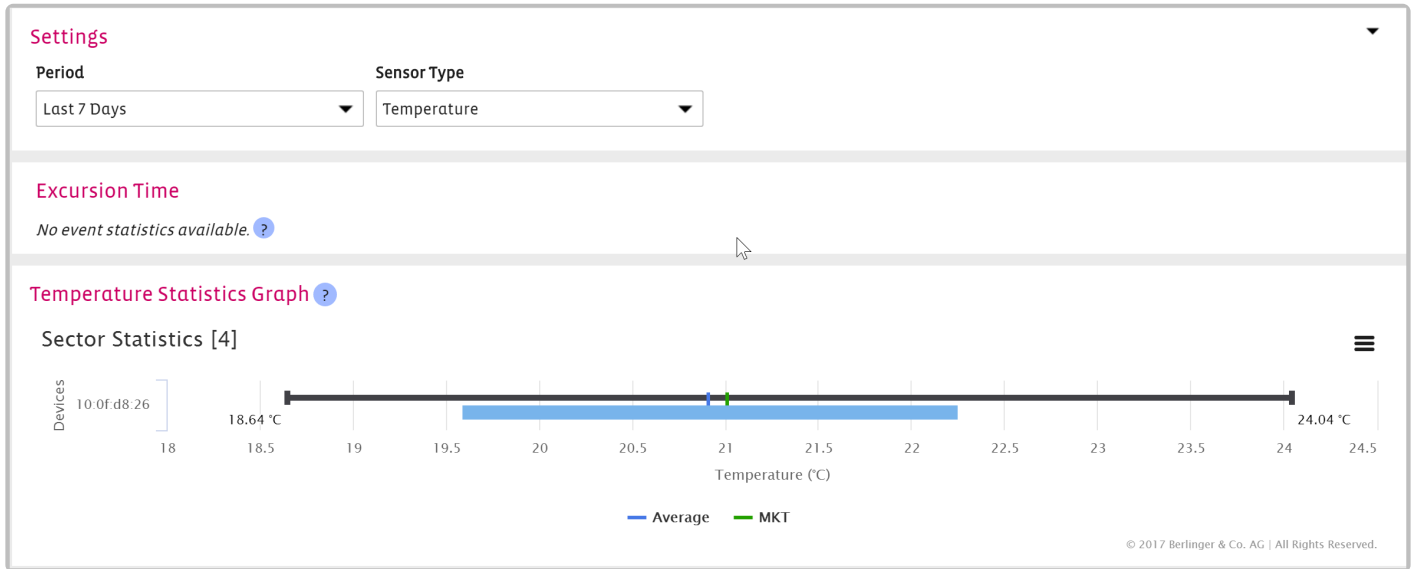 Settings
Period Sensor Type
Last 7 Days Temperature
Excursion Time
No event statistics available. ?
Temperature Statistics Graph ?
Sector Statistics [4]
Devices
10:0f:d8:26
18.64 °C
24.04 °C
18 18.5 19 19.5 20 20.5 21 21.5 22 22.5 23 23.5 24 24.5
Temperature (°C)
Average MKT
© 2017 Berlinger & Co. AG | All Rights Reserved.